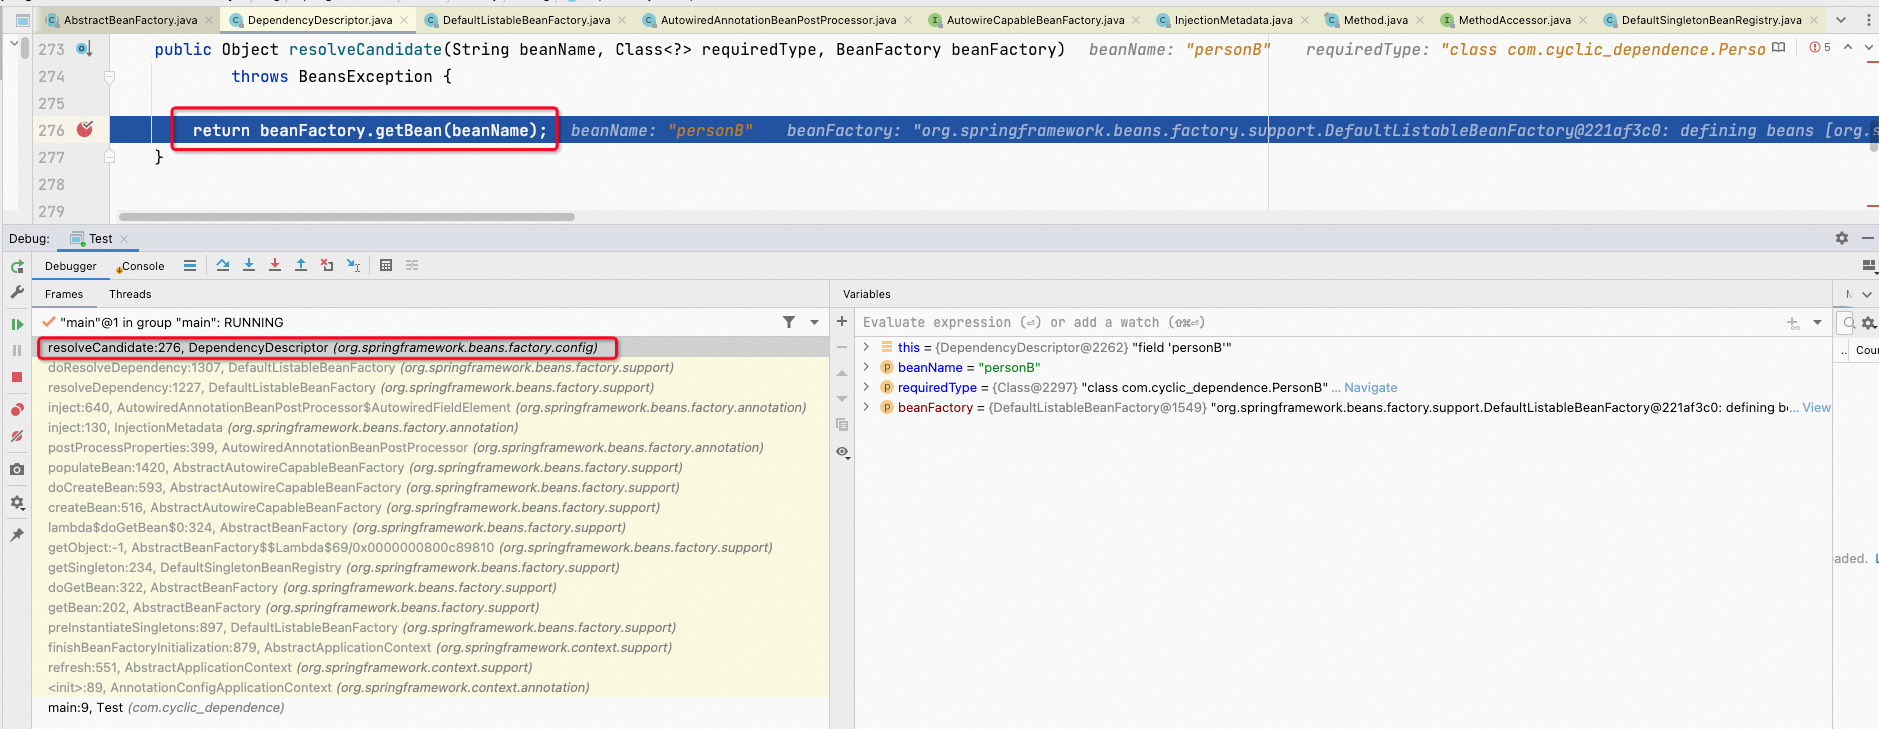 AbstractBeanFactory.java DependencyDescriptor.java DefaultListableBeanFactory.java AutowiredAnnotationBeanPostProcessor.java AutowireCapableBeanFactory.java InjectionMetadata.java Method.java MethodAccessor.java DefaultSingletonBeanRegistry.java
273 public Object resolveCandidate(String beanName, Class<?> requiredType, BeanFactory beanFactory) beanName: "personB" requiredType: "class com.cyclic_dependence.Perso 5
274 throws BeansException {
275
276 return beanFactory.getBean(beanName); beanName: "personB" beanFactory: "org.springframework.beans.factory.support.DefaultListableBeanFactory@221af3c0: defining beans [org.s
277 }
278
279
Debug: Test
Debugger Console
Frames Threads Variables
"main"@1 in group "main": RUNNING
Evaluate expression (⏎) or add a watch (⇧⌘⏎)
resolveCandidate:276, DependencyDescriptor (org.springframework.beans.factory.config)
doResolveDependency:1307, DefaultListableBeanFactory (org.springframework.beans.factory.support)
resolveDependency:1227, DefaultListableBeanFactory (org.springframework.beans.factory.support)
inject:640, AutowiredAnnotationBeanPostProcessor$AutowiredFieldElement (org.springframework.beans.factory.annotation)
inject:130, InjectionMetadata (org.springframework.beans.factory.annotation)
postProcessProperties:399, AutowiredAnnotationBeanPostProcessor (org.springframework.beans.factory.annotation)
populateBean:1420, AbstractAutowireCapableBeanFactory (org.springframework.beans.factory.support)
doCreateBean:593, AbstractAutowireCapableBeanFactory (org.springframework.beans.factory.support)
createBean:516, AbstractAutowireCapableBeanFactory (org.springframework.beans.factory.support)
lambda$doGetBean$0:324, AbstractBeanFactory (org.springframework.beans.factory.support)
getObject:-1, AbstractBeanFactory$$Lambda$69/0x0000000800c89810 (org.springframework.beans.factory.support)
getSingleton:234, DefaultSingletonBeanRegistry (org.springframework.beans.factory.support)
doGetBean:322, AbstractBeanFactory (org.springframework.beans.factory.support)
getBean:202, AbstractBeanFactory (org.springframework.beans.factory.support)
preInstantiateSingletons:897, DefaultListableBeanFactory (org.springframework.beans.factory.support)
finishBeanFactoryInitialization:879, AbstractApplicationContext (org.springframework.context.support)
refresh:551, AbstractApplicationContext (org.springframework.context.support)
<init>:89, AnnotationConfigApplicationContext (org.springframework.context.annotation)
main:9, Test (com.cyclic_dependence)
this = {DependencyDescriptor@2262} "field 'personB'"
beanName = "personB"
requiredType = {Class@2297} "class com.cyclic_dependence.PersonB" ... Navigate
beanFactory = {DefaultListableBeanFactory@1549} "org.springframework.beans.factory.support.DefaultListableBeanFactory@221af3c0: defining b... View
.. Cour
aded. L